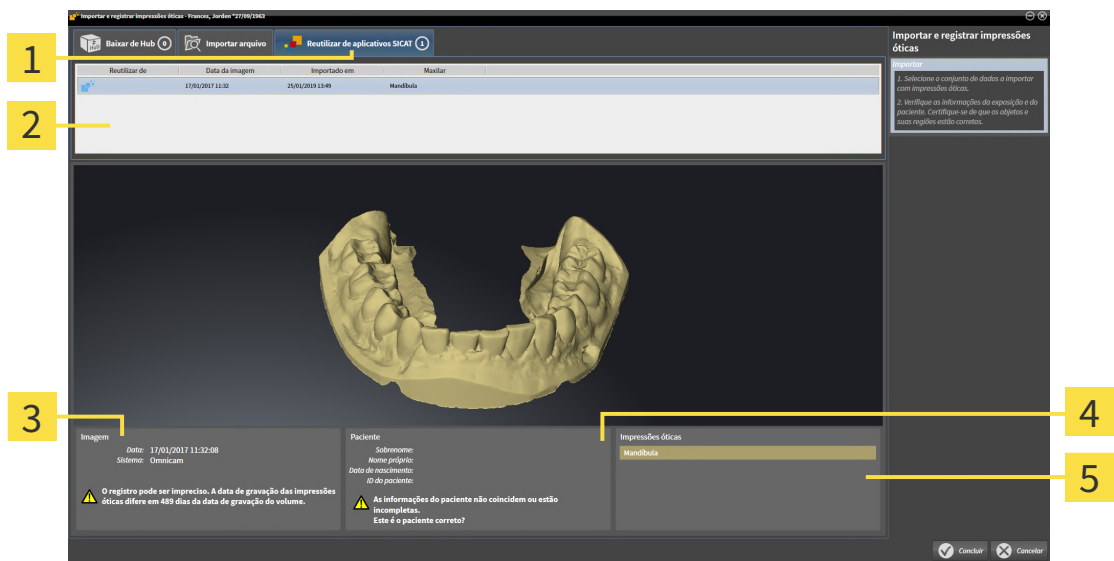 Importar e registrar impressões óticas - Frances, Jorden *27/09/1963
Importar e registrar impressões
óticas
1
Hub
Baixar de Hub 0
Importar arquivo
Reutilizar de aplicativos SICAT 1
Importar
1. Selecione o conjunto de dados a importar
com impressões óticas.
2. Verifique as informações da exposição e do
paciente. Certifique-se de que os objetos e
suas regiões estão corretos.
Reutilizar de Data da imagem Importado em Maxilar
17/01/2017 11:32 25/01/2019 13:49 Mandíbula
2
3
4
Imagem
Data: 17/01/2017 11:32:08
Sistema: Omnicam
O registro pode ser impreciso. A data de gravação das impressões
óticas difere em 489 dias da data de gravação do volume.
Paciente
Sobrenome:
Nome próprio:
Data de nascimento:
ID do paciente:
As informações do paciente não coincidem ou estão
incompletas.
Este é o paciente correto?
Impressões óticas
Mandíbula
5
Concluir Cancelar